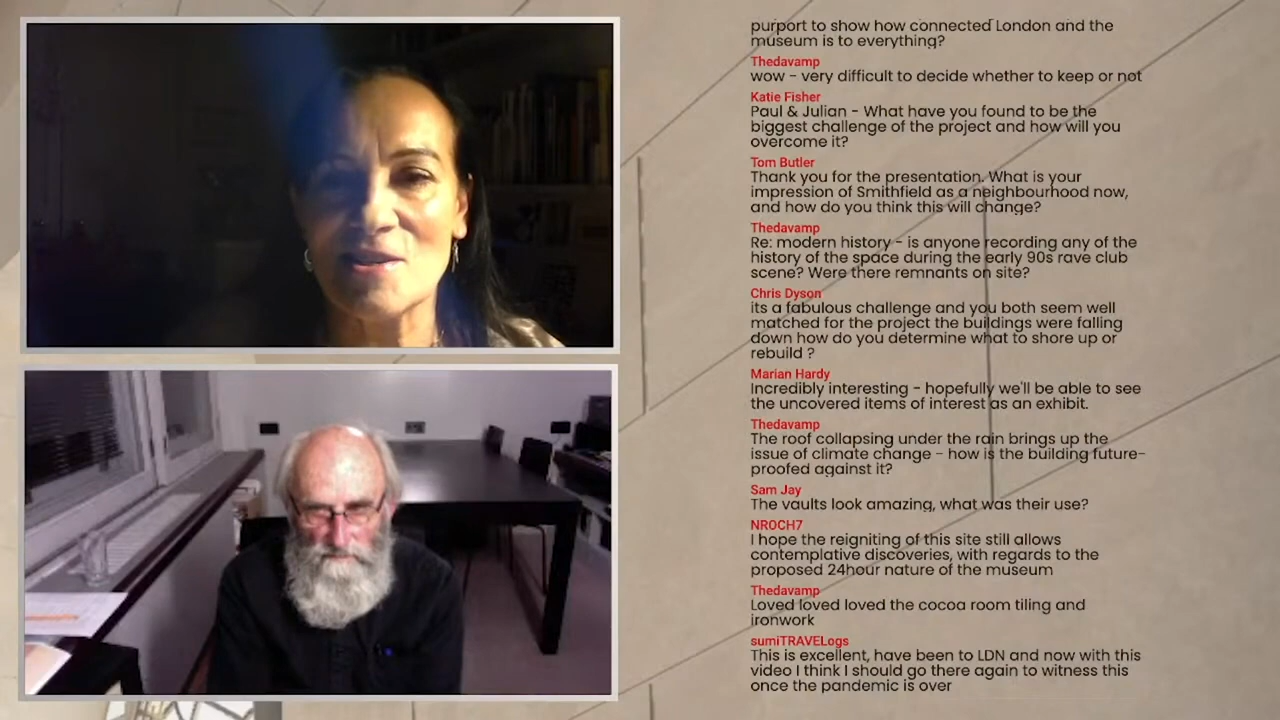 purport to show how connected London and the
museum is to everything?
Thedavamp
wow - very difficult to decide whether to keep or not
Katie Fisher
Paul & Julian - What have you found to be the
biggest challenge of the project and how will you
overcome it?
Tom Butler
Thank you for the presentation. What is your
impression of Smithfield as a neighbourhood now,
and how do you think this will change?
Thedavamp
Re: modern history - is anyone recording any of the
history of the space during the early 90s rave club
scene? Were there remnants on site?
Chris Dyson
its a fabulous challenge and you both seem well
matched for the project the buildings were falling
down how do you determine what to shore up or
rebuild ?
Marian Hardy
Incredibly interesting - hopefully we'll be able to see
the uncovered items of interest as an exhibit.
Thedavamp
The roof collapsing under the rain brings up the
issue of climate change - how is the building future-
proofed against it?
Sam Jay
The vaults look amazing, what was their use?
NROCH7
I hope the reigniting of this site still allows
contemplative discoveries, with regards to the
proposed 24hour nature of the museum
Thedavamp
Loved loved loved the cocoa room tiling and
ironwork
sumiTRAVELogs
This is excellent, have been to LDN and now with this
video I think I should go there again to witness this
once the pandemic is over